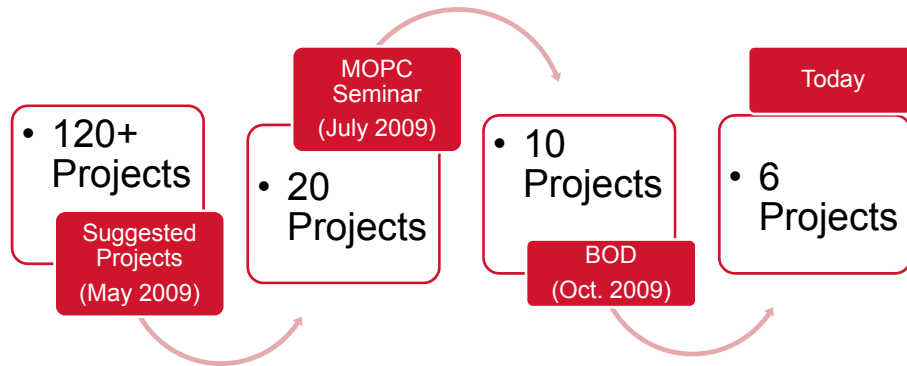 • 120+
Projects
Suggested
Projects
(May 2009)
MOPC
Seminar
(July 2009)
• 20
Projects
• 10
Projects
BOD
(Oct. 2009)
Today
• 6
Projects